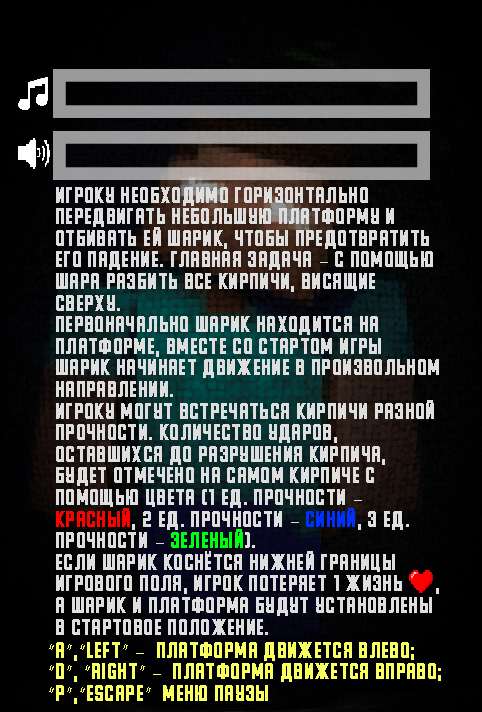 ИГРОКУ НЕОБХОДИМО ГОРИЗОНТАЛЬНО
ПЕРЕДВИГАТЬ НЕБОЛЬШУЮ ПЛАТФОРМУ И
ОТБИВАТЬ ЕЙ ШАРИК, ЧТОБЫ ПРЕДОТВРАТИТЬ
ЕГО ПАДЕНИЕ. ГЛАВНАЯ ЗАДАЧА – С ПОМОЩЬЮ
ШАРА РАЗБИТЬ ВСЕ КИРПИЧИ, ВИСЯЩИЕ
СВЕРХУ.
ПЕРВОНАЧАЛЬНО ШАРИК НАХОДИТСЯ НА
ПЛАТФОРМЕ, ВМЕСТЕ СО СТАРТОМ ИГРЫ
ШАРИК НАЧИНАЕТ ДВИЖЕНИЕ В ПРОИЗВОЛЬНОМ
НАПРАВЛЕНИИ.
ИГРОКУ МОГУТ ВСТРЕЧАТЬСЯ КИРПИЧИ РАЗНОЙ
ПРОЧНОСТИ. КОЛИЧЕСТВО УДАРОВ,
ОСТАВШИХСЯ ДО РАЗРУШЕНИЯ КИРПИЧА,
БУДЕТ ОТМЕЧЕНО НА САМОМ КИРПИЧЕ С
ПОМОЩЬЮ ЦВЕТА (1 ЕД. ПРОЧНОСТИ –
КРАСНЫЙ, 2 ЕД. ПРОЧНОСТИ – СИНИЙ, 3 ЕД.
ПРОЧНОСТИ – ЗЕЛЕНЫЙ).
ЕСЛИ ШАРИК КОСНЁТСЯ НИЖНЕЙ ГРАНИЦЫ
ИГРОВОГО ПОЛЯ, ИГРОК ПОТЕРЯЕТ 1 ЖИЗНЬ ,
А ШАРИК И ПЛАТФОРМА БУДУТ УСТАНОВЛЕНЫ
В СТАРТОВОЕ ПОЛОЖЕНИЕ.
"A","LEFT" – ПЛАТФОРМА ДВИЖЕТСЯ ВЛЕВО;
"D", "RIGHT" – ПЛАТФОРМА ДВИЖЕТСЯ ВПРАВО;
"P","ESCAPE" МЕНЮ ПАУЗЫ